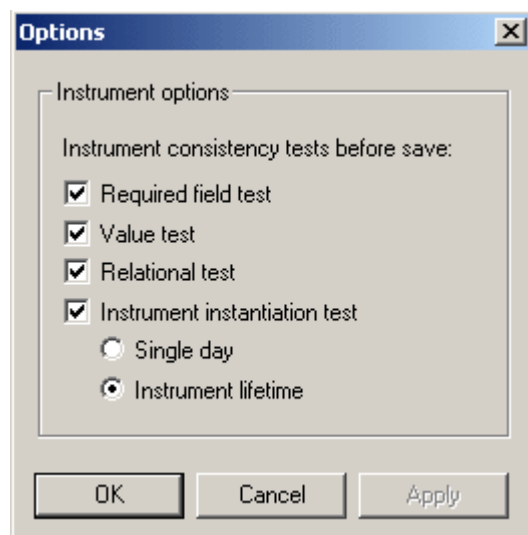 Options
Instrument options
Instrument consistency tests before save:
Required field test
Value test
Relational test
Instrument instantiation test
Single day
Instrument lifetime
OK Cancel Apply